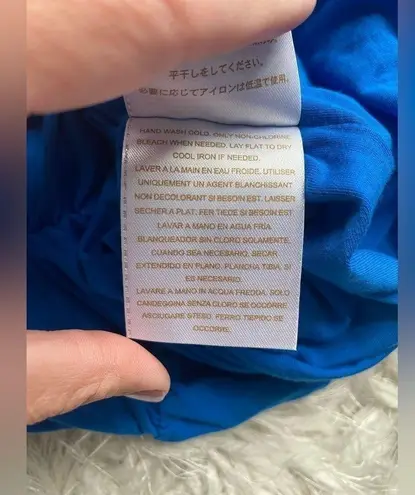 平干しをしてください。
必要に応じてアイロンは低温で使用。
HAND WASH COLD. ONLY NON-CHLORINE
BLEACH WHEN NEEDED. LAY FLAT TO DRY
COOL IRON IF NEEDED.
LAVER A LA MAIN EN EAU FROIDE. UTILISER
UNIQUEMENT UN AGENT BLANCHISSANT
NON DECOLORANT SI BESOIN EST. LAISSER
SECHER A PLAT. FER TIEDE SI BESOIN EST.
LAVAR A MANO EN AGUA FRÍA.
BLANQUEADOR SIN CLORO SOLAMENTE,
CUANDO SEA NECESARIO. SECAR
EXTENDIDO EN PLANO. PLANCHA TIBIA, SI
ES NECESARIO.
LAVARE A MANO IN ACQUA FREDDA. SOLO
CANDEGGINA SENZA CLORO SE OCCORRE.
ASCIUGARE STESO. FERRO TIEPIDO SE
OCCORRE.